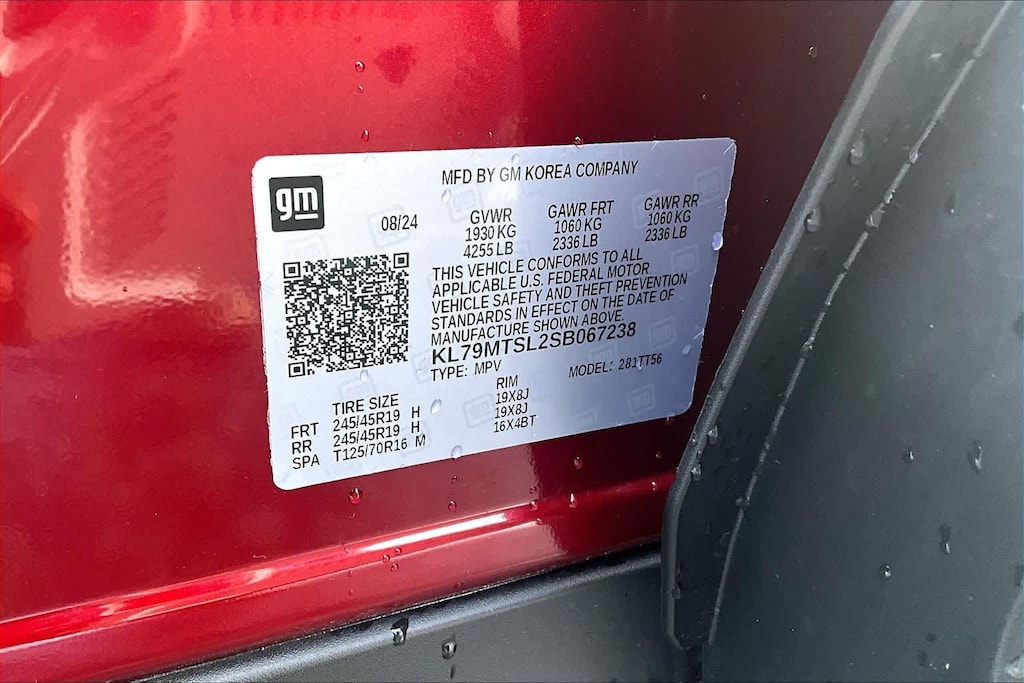 gm
MFD BY GM KOREA COMPANY
08/24
GVWR GAWR FRT GAWR RR
1930 KG 1060 KG 1060 KG
4255 LB 2336 LB 2336 LB
THIS VEHICLE CONFORMS TO ALL
APPLICABLE U.S. FEDERAL MOTOR
VEHICLE SAFETY AND THEFT PREVENTION
STANDARDS IN EFFECT ON THE DATE OF
MANUFACTURE SHOWN ABOVE.
KL79MTSL2SB067238
TYPE: MPV MODEL: 281TT56
TIRE SIZE RIM
FRT 245/45R19 H 19X8J
RR 245/45R19 H 19X8J
SPA T125/70R16 M 16X4BT